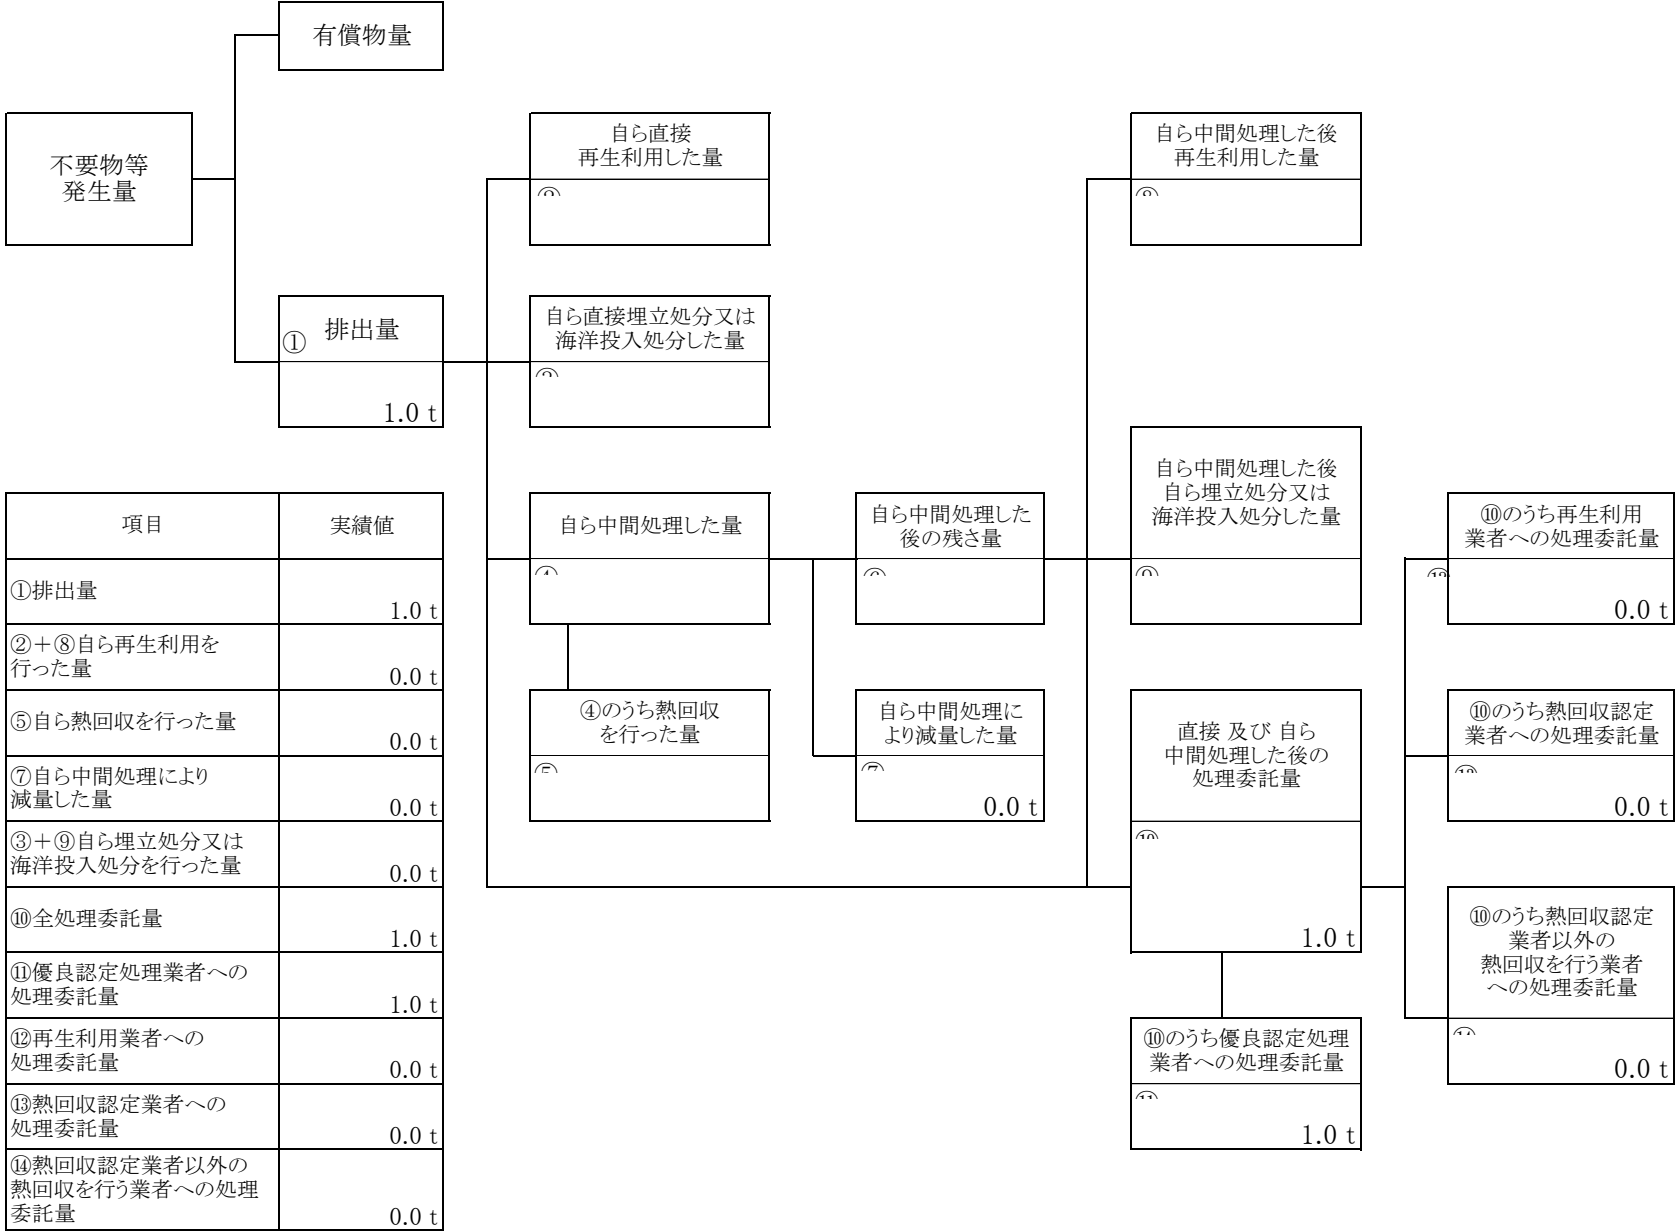 有償物量
不要物等
発生量
自ら直接
再生利用した量
自ら中間処理した後
再生利用した量
①
排出量
1.0 t
自ら直接埋立処分又は
海洋投入処分した量
自ら中間処理した量
自ら中間処理した
後の残さ量
自ら中間処理した後
自ら埋立処分又は
海洋投入処分した量
⑩のうち再生利用
業者への処理委託量
0.0 t
④のうち熱回収
を行った量
自ら中間処理に
より減量した量
0.0 t
直接 及び 自ら
中間処理した後の
処理委託量
1.0 t
⑩のうち熱回収認定
業者への処理委託量
0.0 t
⑩のうち熱回収認定
業者以外の
熱回収を行う業者
への処理委託量
0.0 t
⑩のうち優良認定処理
業者への処理委託量
1.0 t
項目 実績値
①排出量
1.0 t
②＋⑧自ら再生利用を
行った量
0.0 t
⑤自ら熱回収を行った量
0.0 t
⑦自ら中間処理により
減量した量
0.0 t
③＋⑨自ら埋立処分又は
海洋投入処分を行った量
0.0 t
⑩全処理委託量
1.0 t
⑪優良認定処理業者への
処理委託量
1.0 t
⑫再生利用業者への
処理委託量
0.0 t
⑬熱回収認定業者への
処理委託量
0.0 t
⑭熱回収認定業者以外の
熱回収を行う業者への処理
委託量
0.0 t